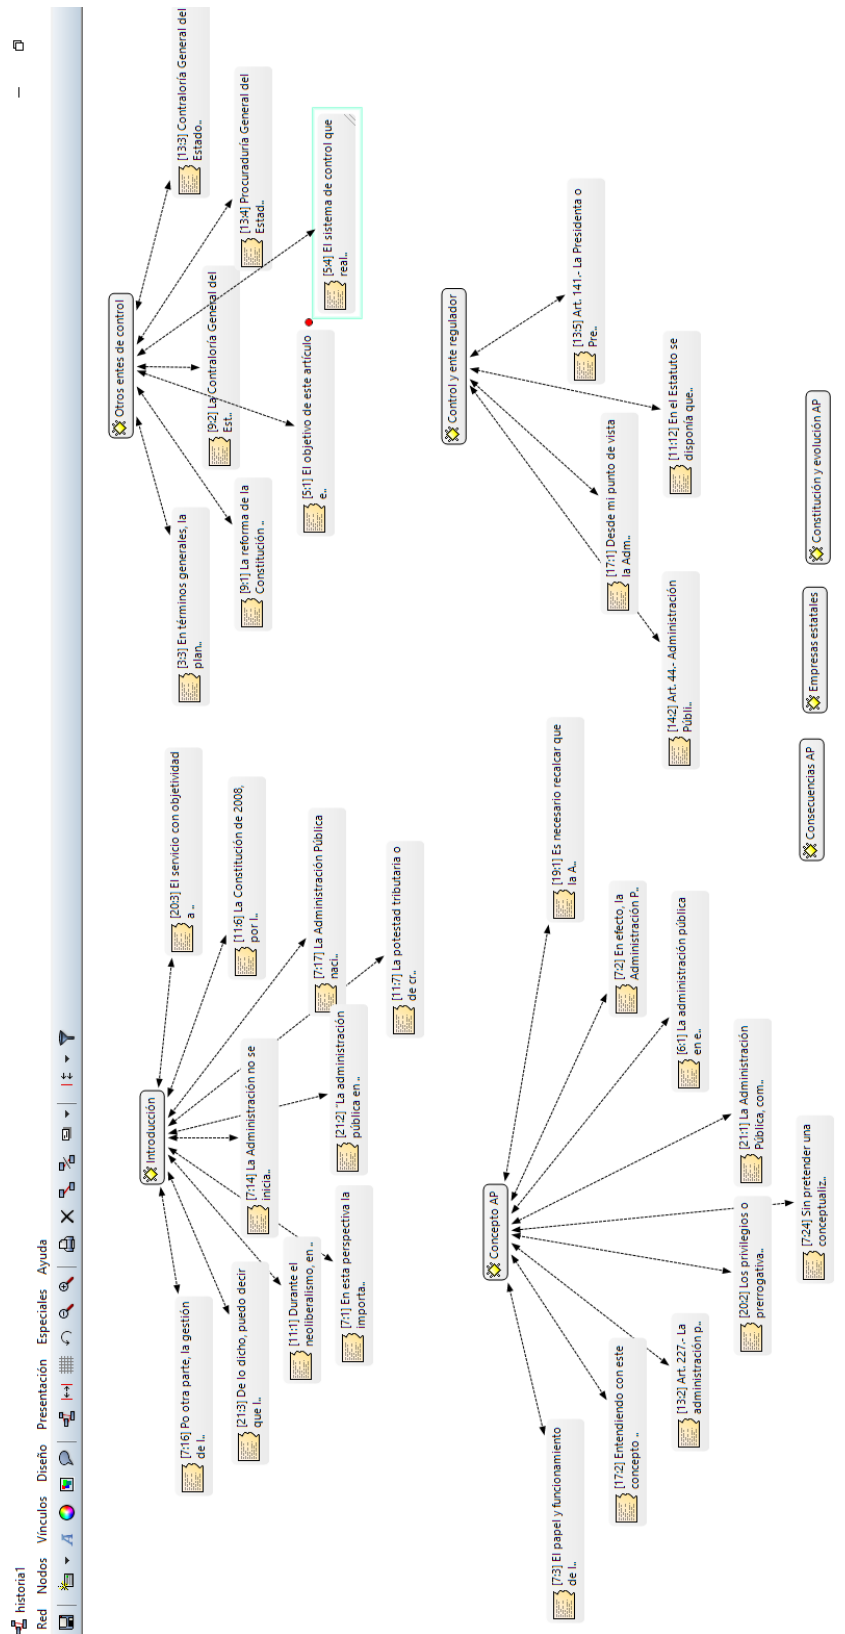 historia1
Red Nodos Vínculos Diseño Presentación Especiales Ayuda
Introducción
[7:16] Po otra parte, la gestión
de l..
[21:3] De lo dicho, puedo decir
que l..
[11:1] Durante el
neoliberalismo, en ..
[7:1] En esta perspectiva la
importa..
[7:14] La Administración no se
inicia..
[21:2] "La administración
pública en ..
[11:7] La potestad tributaria o
de cr..
[7:17] La Administración Pública
naci..
[11:6] La Constitución de 2008,
por l..
[20:3] El servicio con objetividad
a ..
Otros entes de control
[3:3] En términos generales, la
plan..
[9:1] La reforma de la
Constitución ..
[5:1] El objetivo de este artículo
e..
[9:2] La Contraloría General del
Est..
[5:4] El sistema de control que
real..
[13:4] Procuraduría General del
Estad..
[13:3] Contraloría General del
Estado..
Concepto AP
[7:3] El papel y funcionamiento
de l..
[17:2] Entendiendo con este
concepto ..
[13:2] Art. 227.- La
administración p..
[20:2] Los privilegios o
prerrogativa..
[7:24] Sin pretender una
conceptualiz..
[21:1] La Administración
Pública, com..
[6:1] La administración pública
en e..
[7:2] En efecto, la
Administración P..
[19:1] Es necesario recalcar que
la A..
Control y ente regulador
[14:2] Art. 44.- Administración
Públi..
[17:1] Desde mi punto de vista
la Adm..
[11:12] En el Estatuto se
disponía que..
[13:5] Art. 141.- La Presidenta o
Pre..
Consecuencias AP
Empresas estatales
Constitución y evolución AP